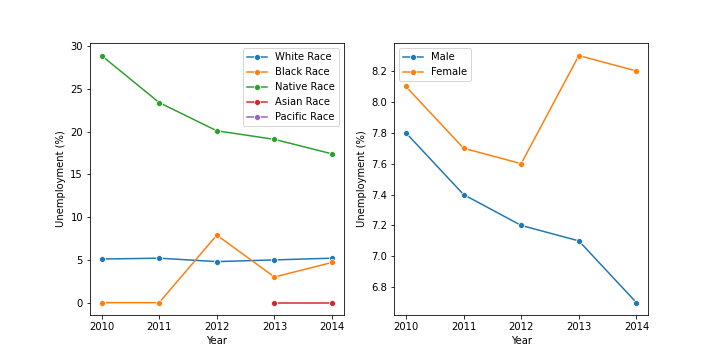 30
25
20
15
10
5
0
Unemployment (%)
2010 2011 2012 2013 2014
Year
White Race
Black Race
Native Race
Asian Race
Pacific Race
8.2
8.0
7.8
7.6
7.4
7.2
7.0
6.8
Unemployment (%)
2010 2011 2012 2013 2014
Year
Male
Female